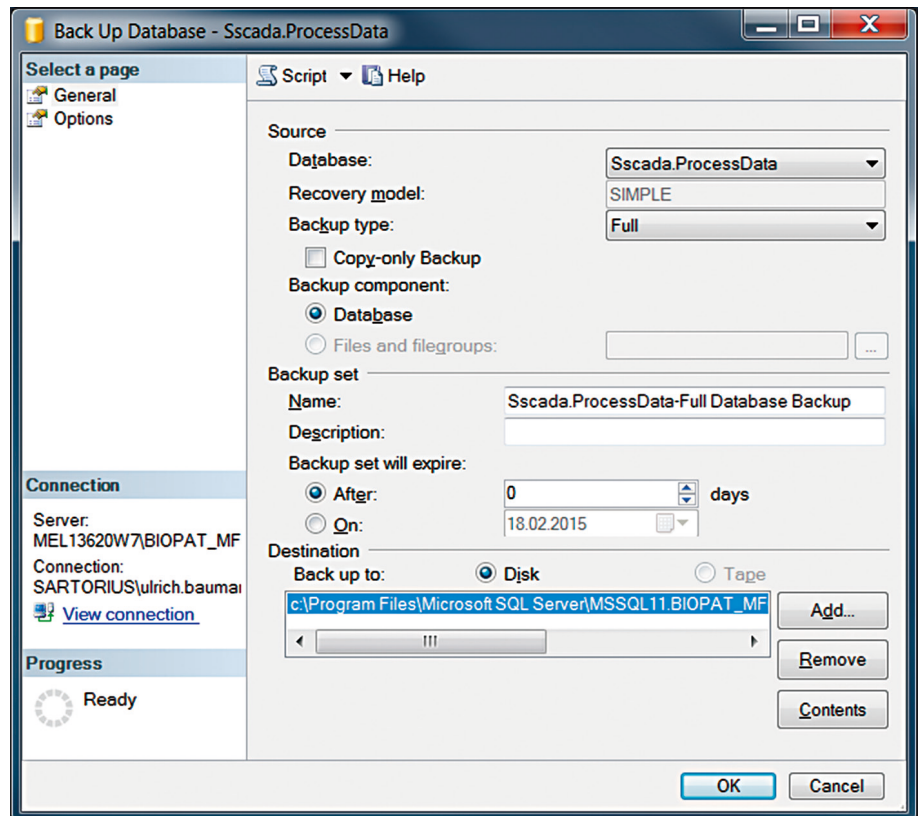 Back Up Database - Sscada.ProcessData
Select a page
General
Options
Script
Help
Source
Database:
Sscada.ProcessData
Recovery model:
SIMPLE
Backup type:
Full
Copy-only Backup
Backup component:
Database
Files and filegroups:
...
Backup set
Name:
Sscada.ProcessData-Full Database Backup
Description:
Backup set will expire:
After:
0
days
On:
18.02.2015
Destination
Back up to:
Disk
Tape
c:\Program Files\Microsoft SQL Server\MSSQL11.BIOPAT_MF
Add...
Remove
Contents
Connection
Server:
MEL13620W7\BIOPAT_MF
Connection:
SARTORIUS\ulrich.baumar
View connection
Progress
Ready
OK
Cancel